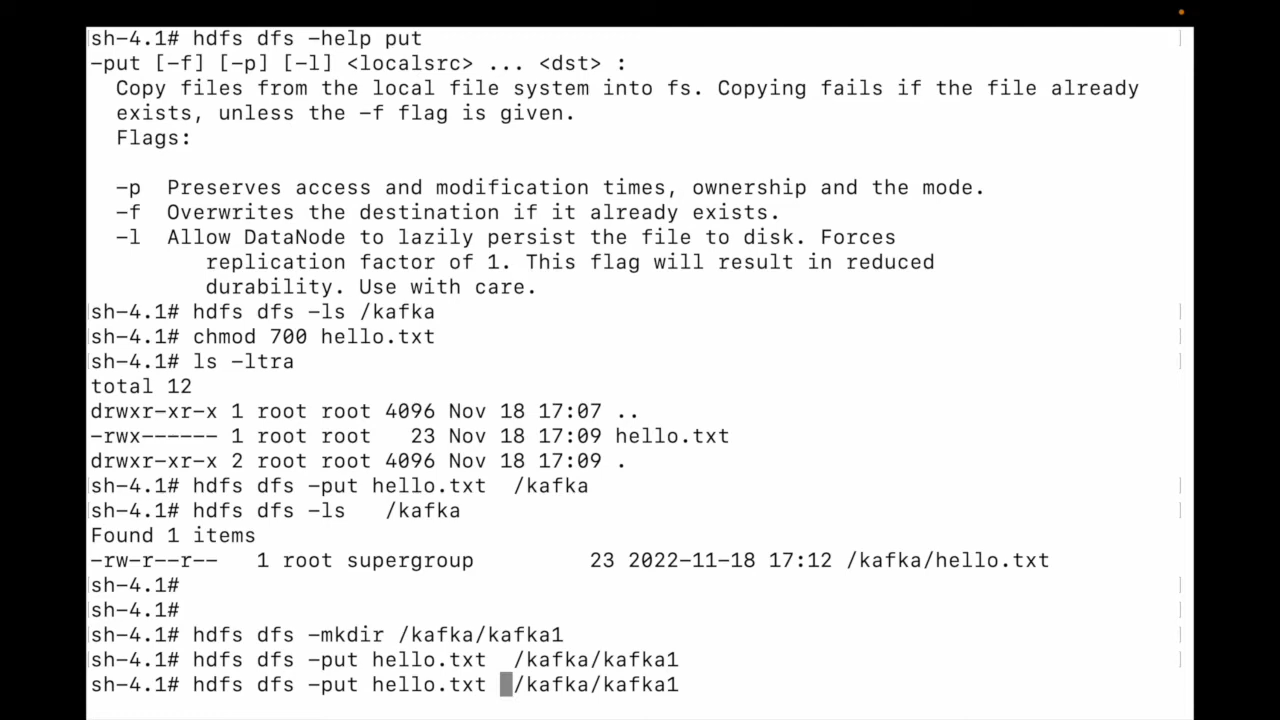 sh-4.1# hdfs dfs -help put
-put [-f] [-p] [-l] <localsrc> ... <dst> :
  Copy files from the local file system into fs. Copying fails if the file already
  exists, unless the -f flag is given.
  Flags:
  -p  Preserves access and modification times, ownership and the mode.
  -f  Overwrites the destination if it already exists.
  -l  Allow DataNode to lazily persist the file to disk. Forces
         replication factor of 1. This flag will result in reduced
         durability. Use with care.
sh-4.1# hdfs dfs -ls /kafka
sh-4.1# chmod 700 hello.txt
sh-4.1# ls -ltra
total 12
drwxr-xr-x 1 root root 4096 Nov 18 17:07 ..
-rwx------ 1 root root   23 Nov 18 17:09 hello.txt
drwxr-xr-x 2 root root 4096 Nov 18 17:09 .
sh-4.1# hdfs dfs -put hello.txt  /kafka
sh-4.1# hdfs dfs -ls   /kafka
Found 1 items
-rw-r--r--   1 root supergroup         23 2022-11-18 17:12 /kafka/hello.txt
sh-4.1#
sh-4.1#
sh-4.1# hdfs dfs -mkdir /kafka/kafka1
sh-4.1# hdfs dfs -put hello.txt  /kafka/kafka1
sh-4.1# hdfs dfs -put hello.txt  /kafka/kafka1